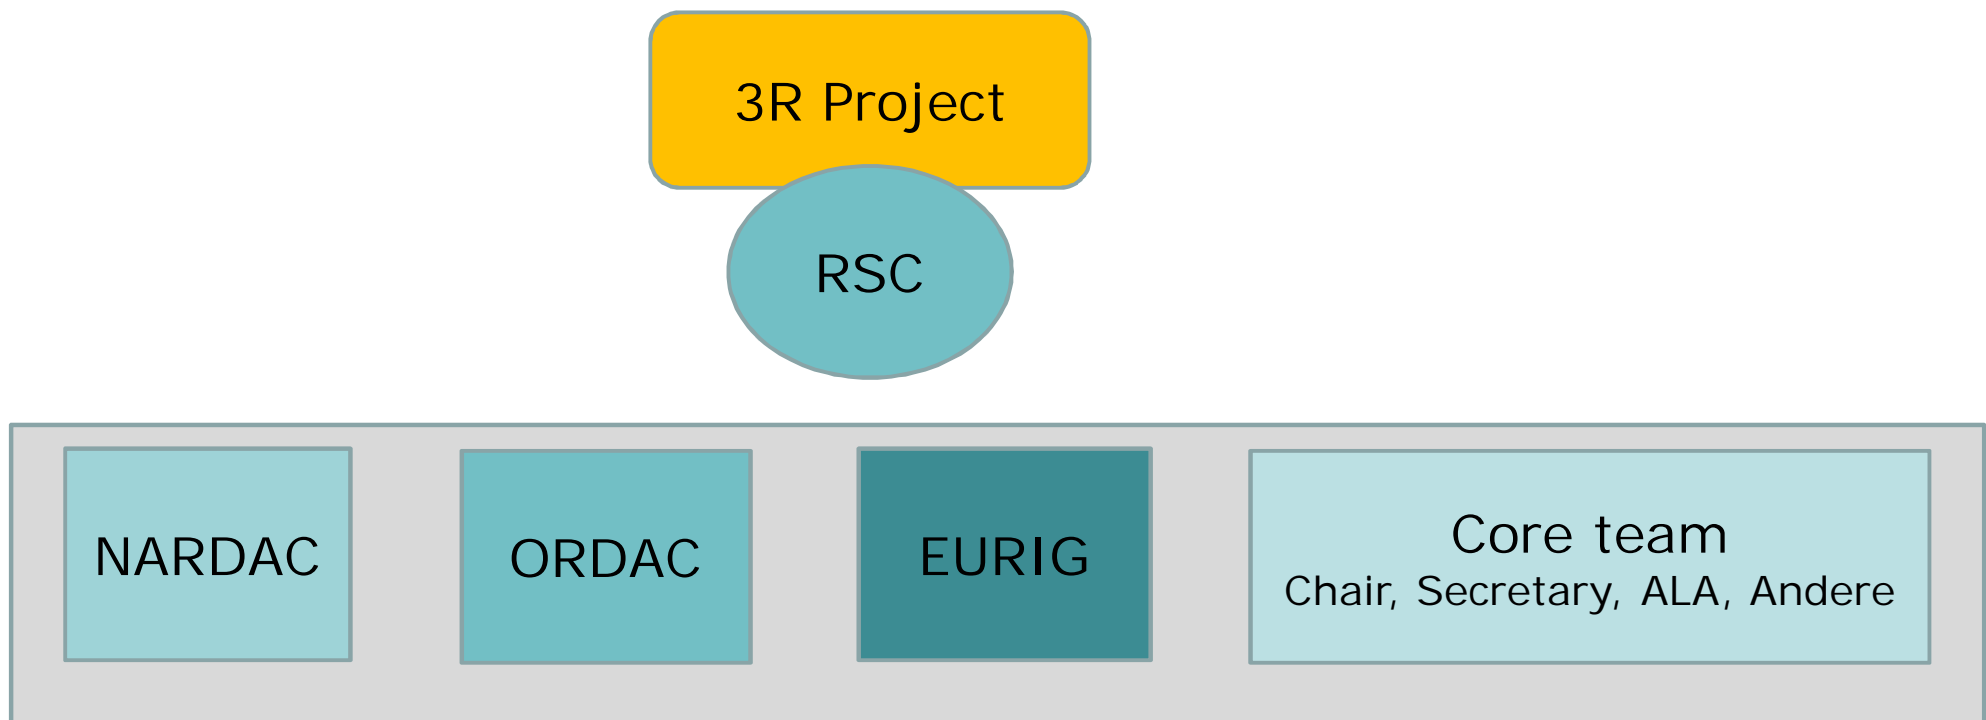 3R Project
RSC
NARDAC
ORDAC
EURIG
Core team
Chair, Secretary, ALA, Andere